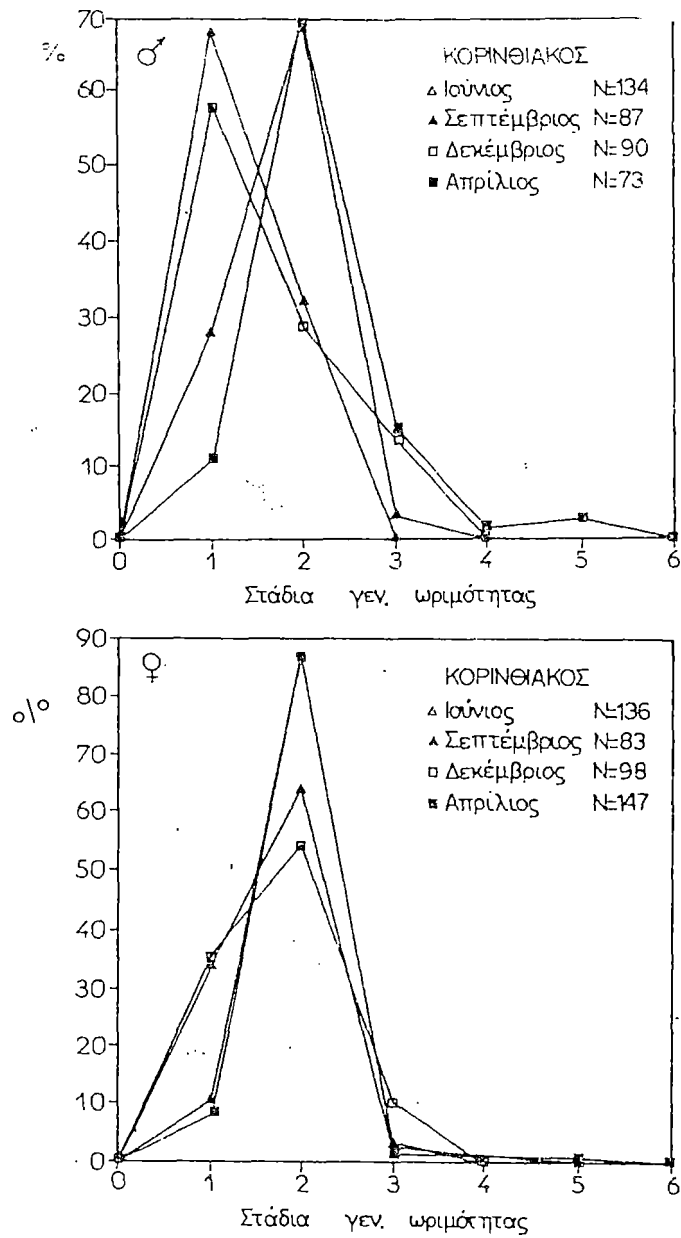 70
%
♂
ΚΟΡΙΝΘΙΑΚΟΣ
60
▵ Ιούνιος N=134
▴ Σεπτέμβριος N=87
□ Δεκέμβριος N=90
50
▪ Απρίλιος N=73
40
30
20
10
0
0 1 2 3 4 5 6
Στάδια γεν. ωριμότητας
90
♀
ΚΟΡΙΝΘΙΑΚΟΣ
80
o/o
▵ Ιούνιος N=136
▴ Σεπτέμβριος N=83
70
□ Δεκέμβριος N=98
▪ Απρίλιος N=147
60
50
40
30
20
10
0
0 1 2 3 4 5 6
Στάδια γεν. ωριμότητας